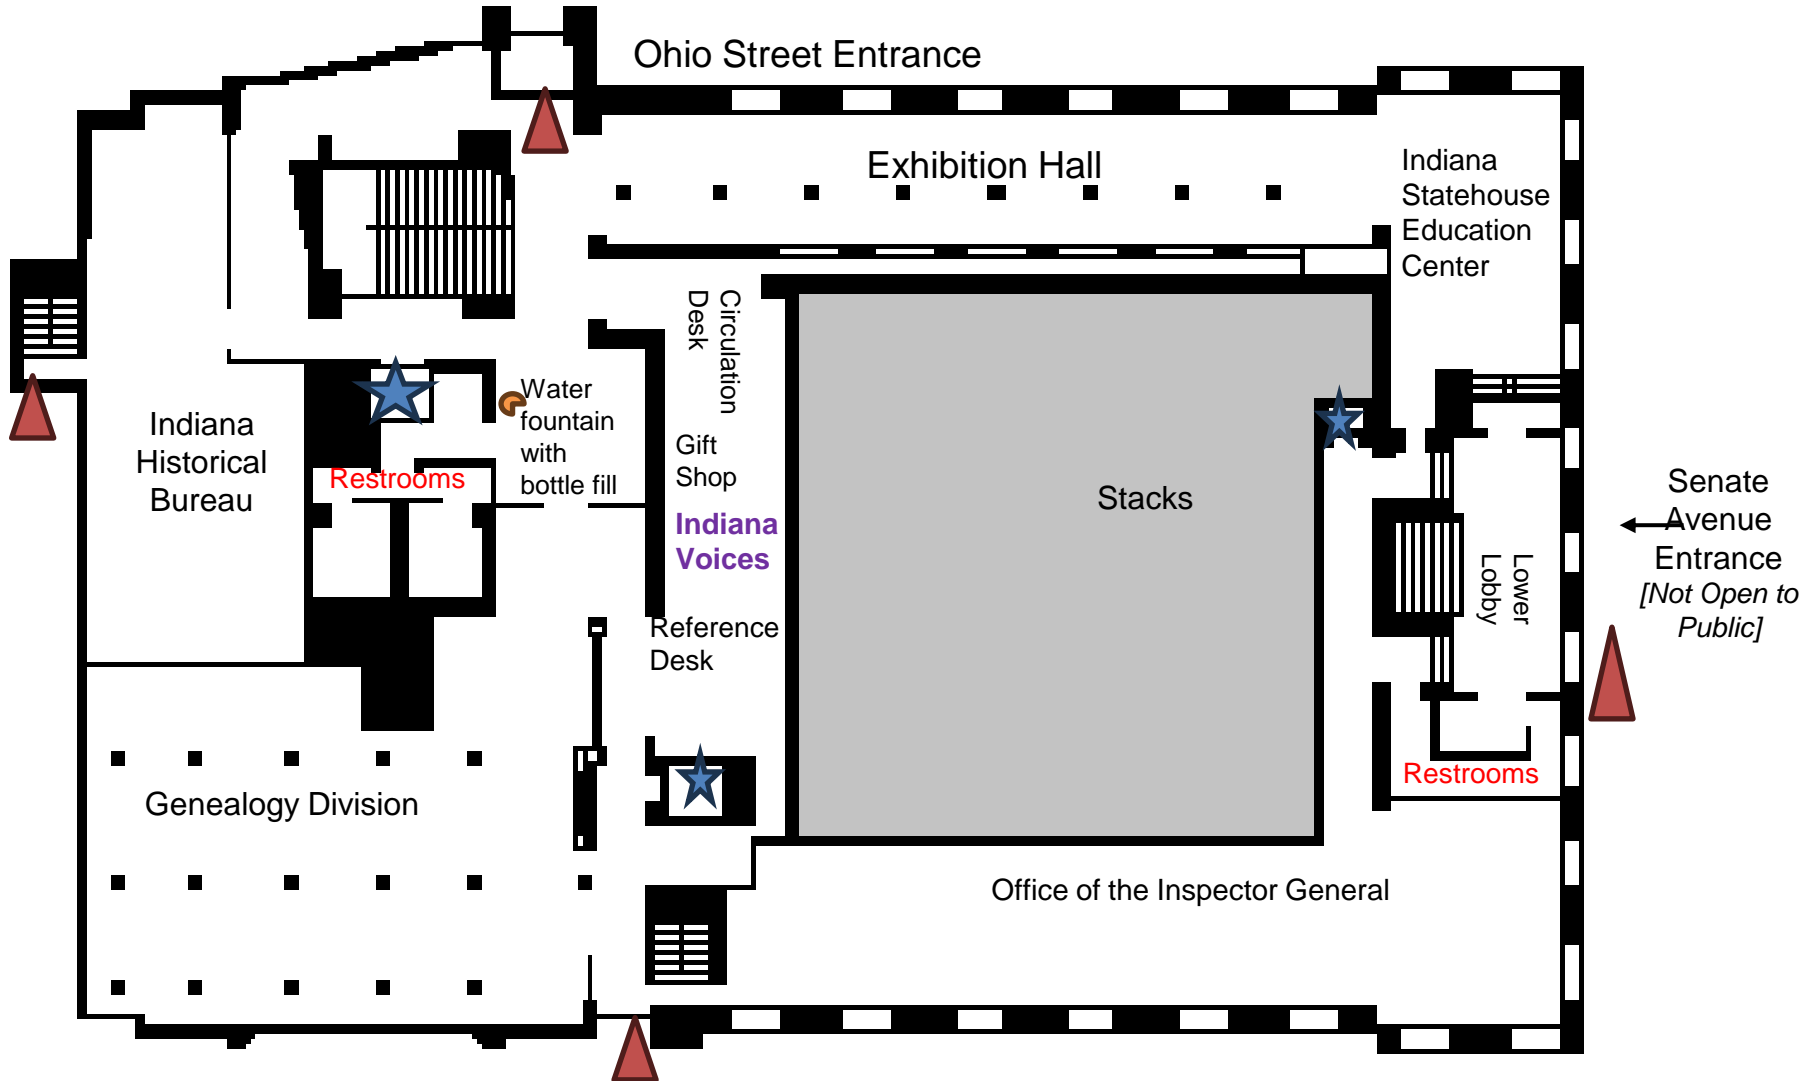 Ohio Street Entrance
Exhibition Hall
Indiana
Statehouse
Education
Center
Circulation
Desk
Water
fountain
with
bottle fill
Indiana
Historical
Bureau
Restrooms
Gift
Shop
Indiana
Voices
Stacks
Senate
Avenue
Entrance
[Not Open to
Public]
Lower
Lobby
Reference
Desk
Restrooms
Genealogy Division
Office of the Inspector General